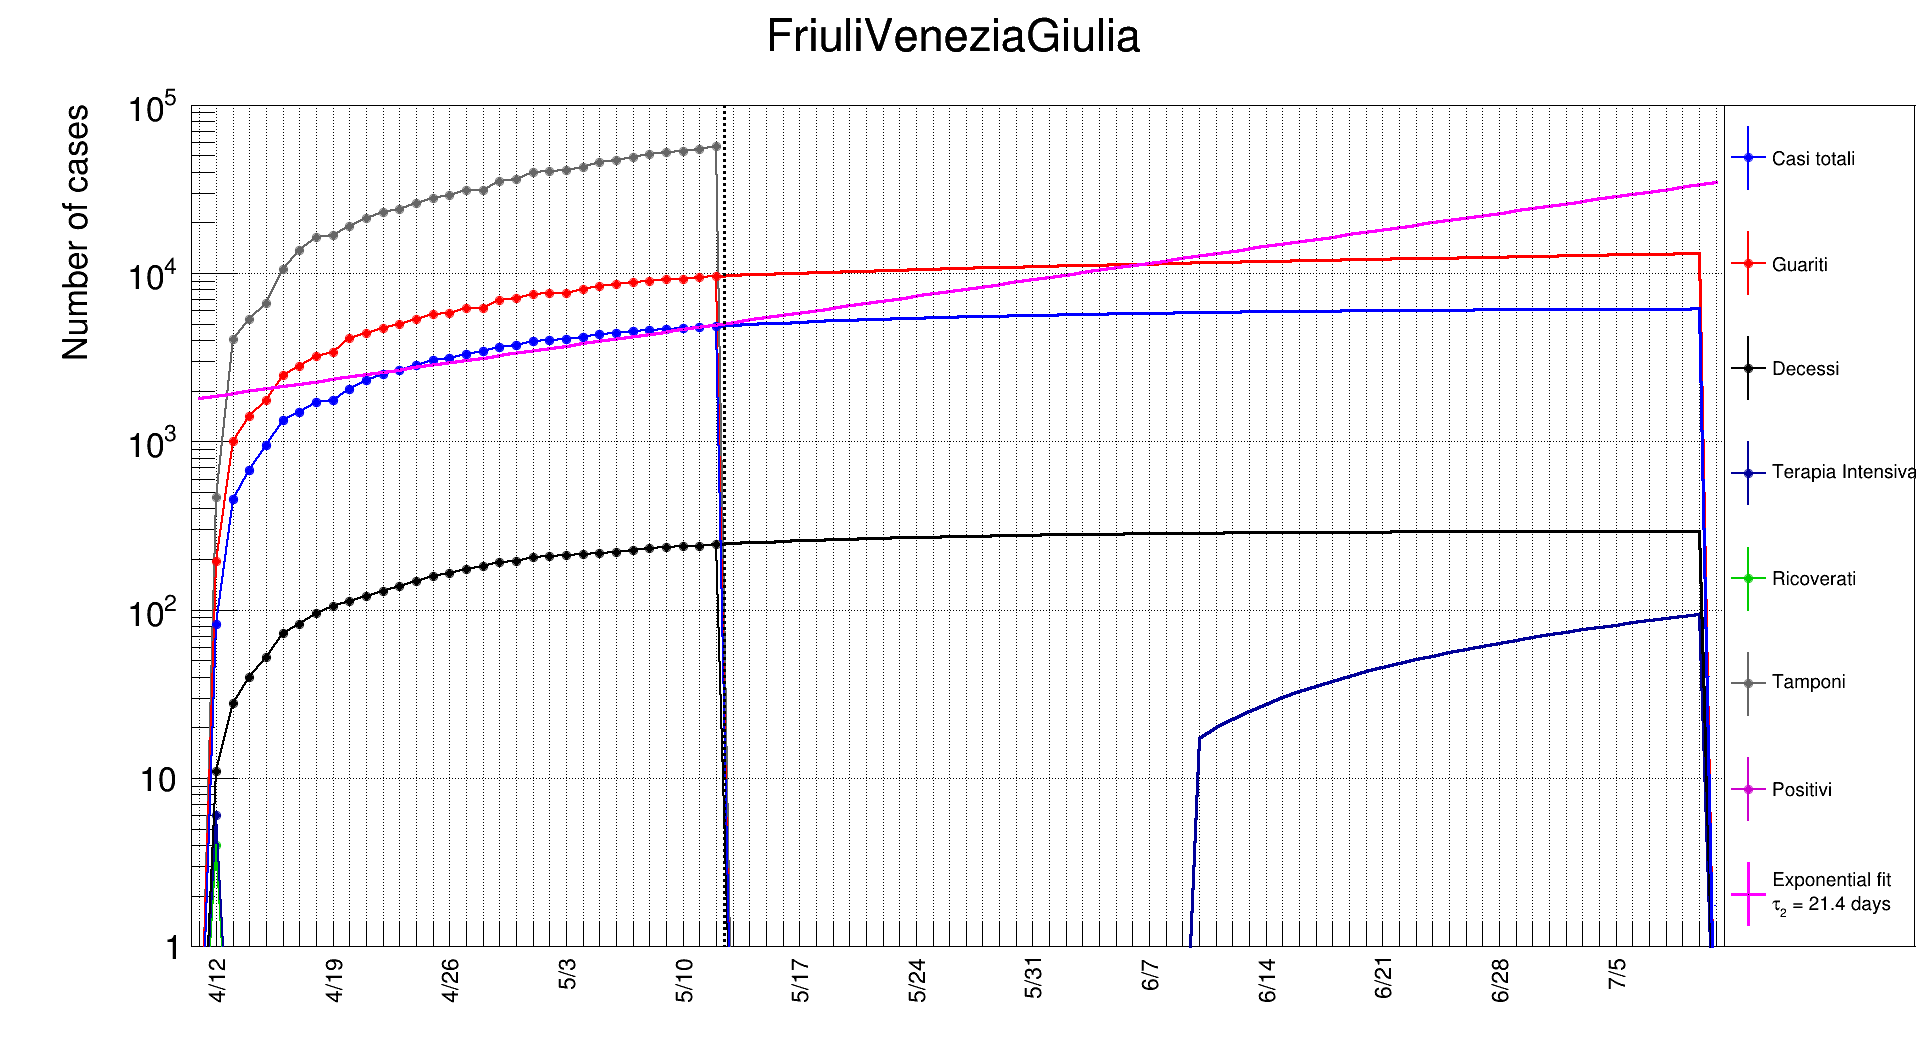 FriuliVeneziaGiulia
Number of cases
10^5
10^4
10^3
10^2
10
1
4/12
4/19
4/26
5/3
5/10
5/17
5/24
5/31
6/7
6/14
6/21
6/28
7/5
Casi totali
Guariti
Decessi
Terapia Intensiva
Ricoverati
Tamponi
Positivi
Exponential fit
τ_2 = 21.4 days